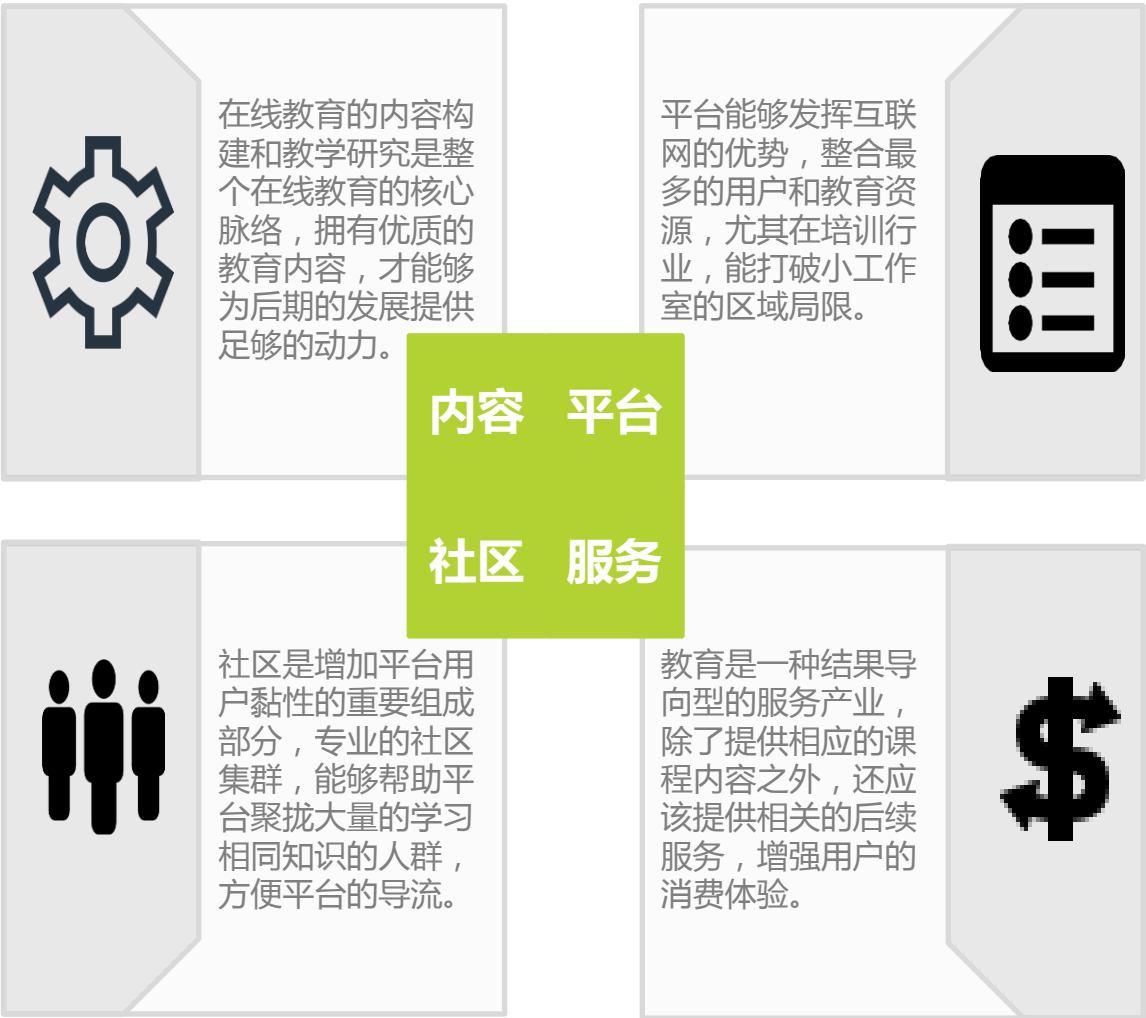 在线教育的内容构
建和教学研究是整
个在线教育的核心
脉络，拥有优质的
教育内容，才能够
为后期的发展提供
足够的动力。
平台能够发挥互联
网的优势，整合最
多的用户和教育资
源，尤其在培训行
业，能打破小工作
室的区域局限。
内容 平台
社区 服务
社区是增加平台用
户黏性的重要组成
部分，专业的社区
集群，能够帮助平
台聚拢大量的学习
相同知识的人群，
方便平台的导流。
教育是一种结果导
向型的服务产业，
除了提供相应的课
程内容之外，还应
该提供相关的后续
服务，增强用户的
消费体验。